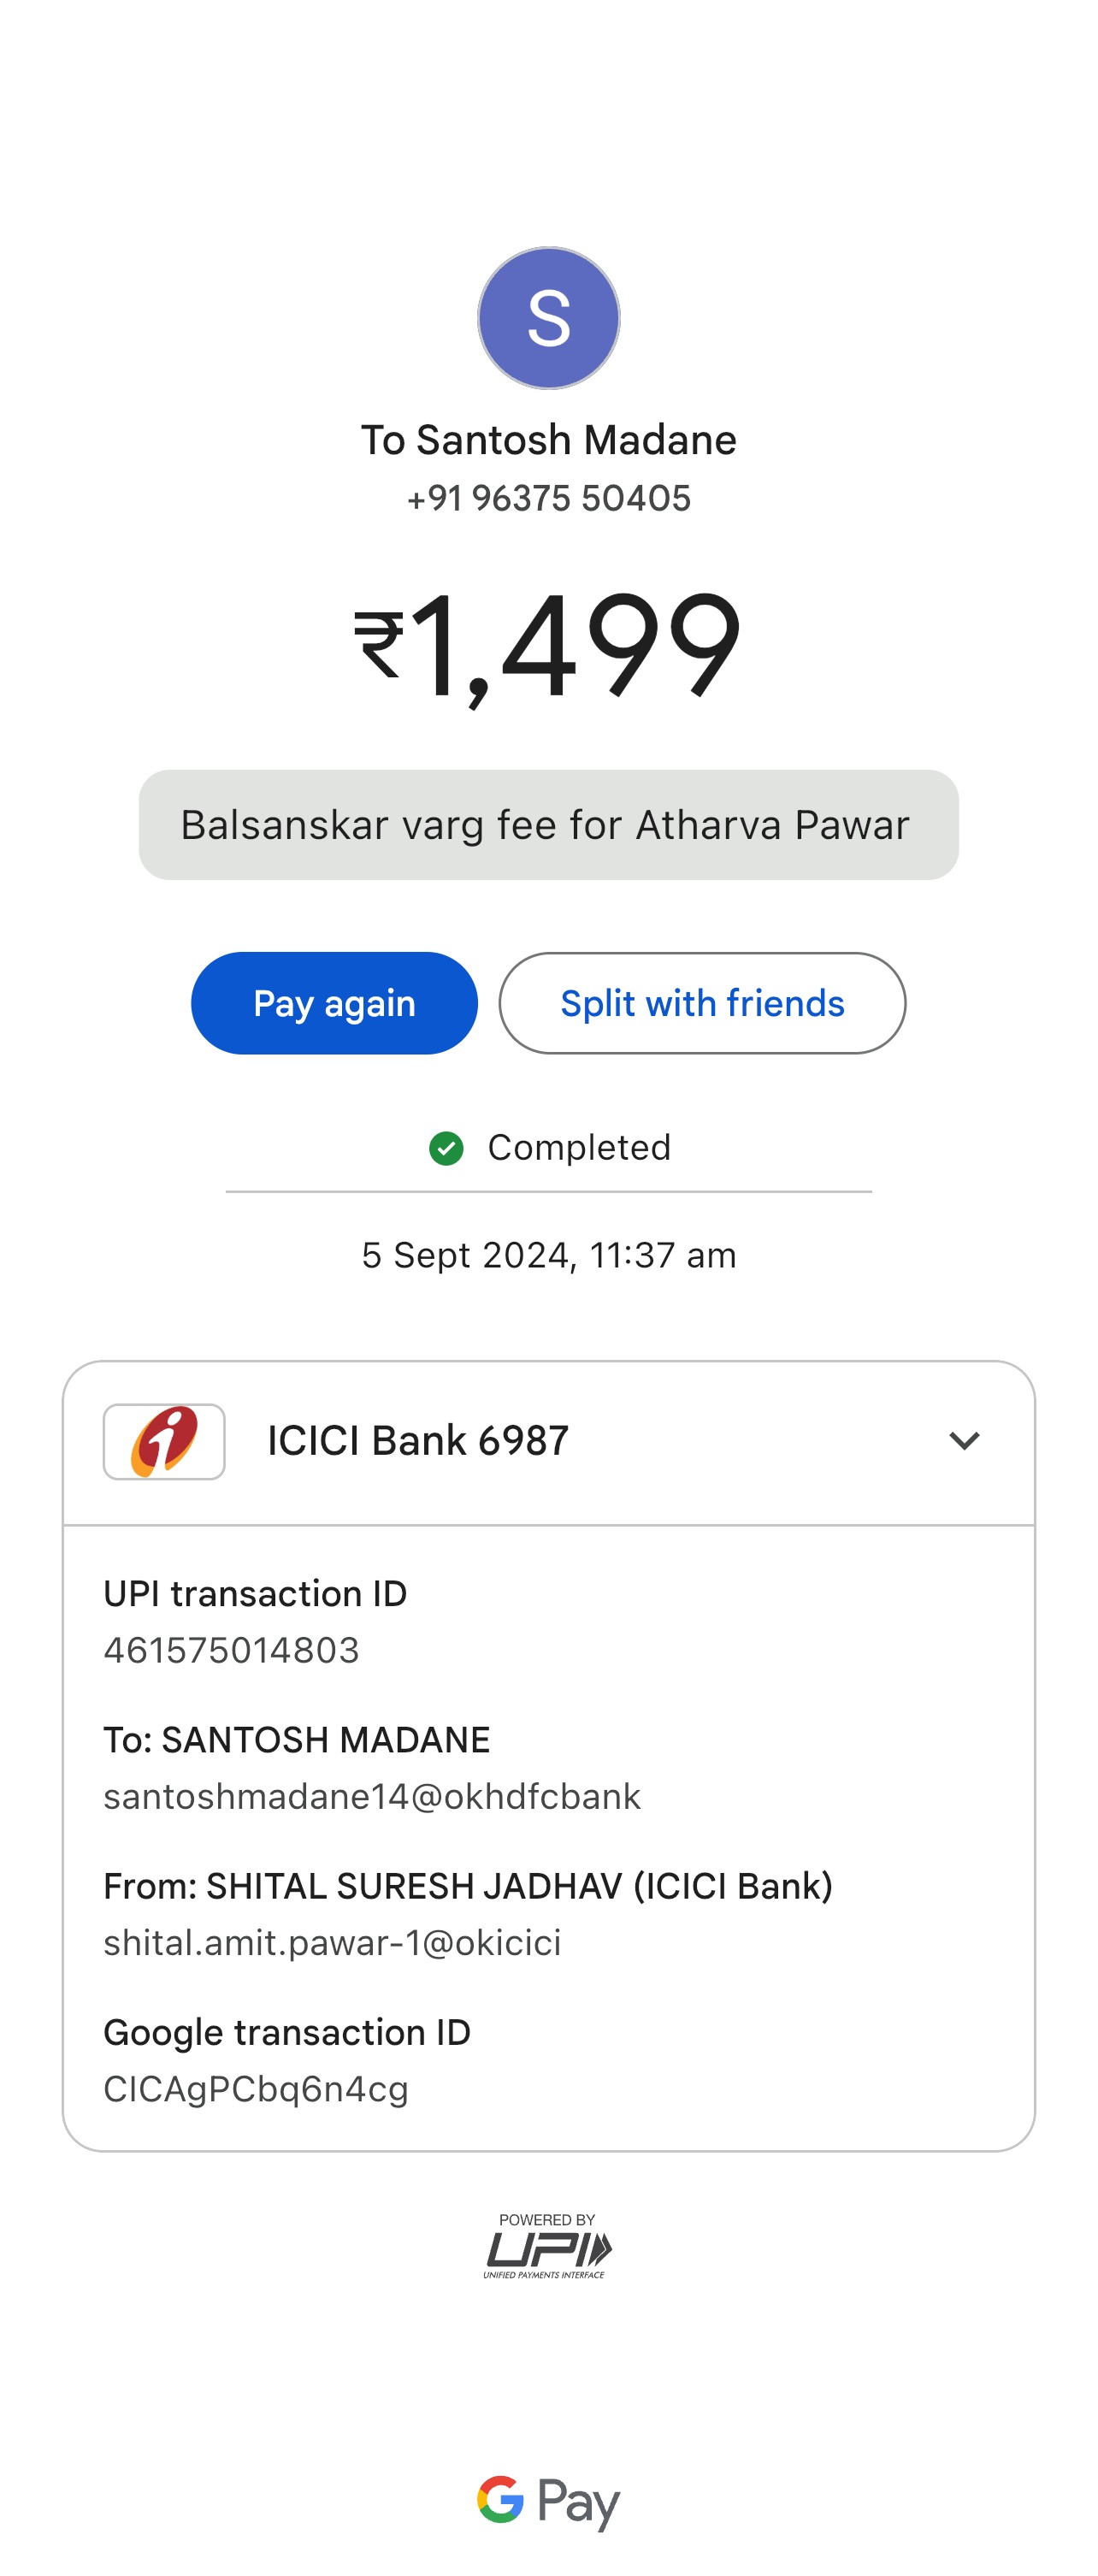 S
To Santosh Madane
+91 96375 50405
₹1,499
Balsanskar varg fee for Atharva Pawar
Pay again
Split with friends
Completed
5 Sept 2024, 11:37 am
ICICI Bank 6987
UPI transaction ID
461575014803
To: SANTOSH MADANE
santoshmadane14@okhdfcbank
From: SHITAL SURESH JADHAV (ICICI Bank)
shital.amit.pawar-1@okicici
Google transaction ID
CICAgPCbq6n4cg
POWERED BY
UPI
UNIFIED PAYMENTS INTERFACE
G Pay